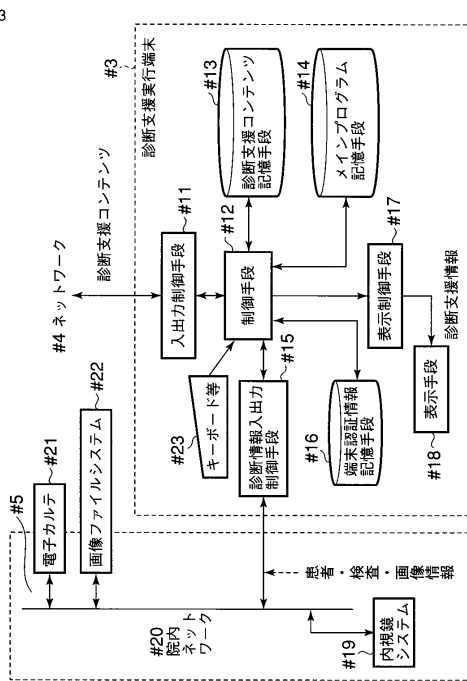 3
#3
診断支援実行端末
#13
診断支援コンテンツ
記憶手段
#14
メインプログラム
記憶手段
#4 ネットワーク
診断支援コンテンツ
#11
入出力制御手段
#12
制御手段
#17
表示制御手段
診断支援情報
表示手段
#18
#23
キーボード等
#15
診断情報入出力
制御手段
#16
端末認証情報
記憶手段
#5
#21
電子カルテ
#22
画像ファイルシステム
#20
院内ネッ
トワーク
患者・検査・画像情報
#19
内視鏡
システム